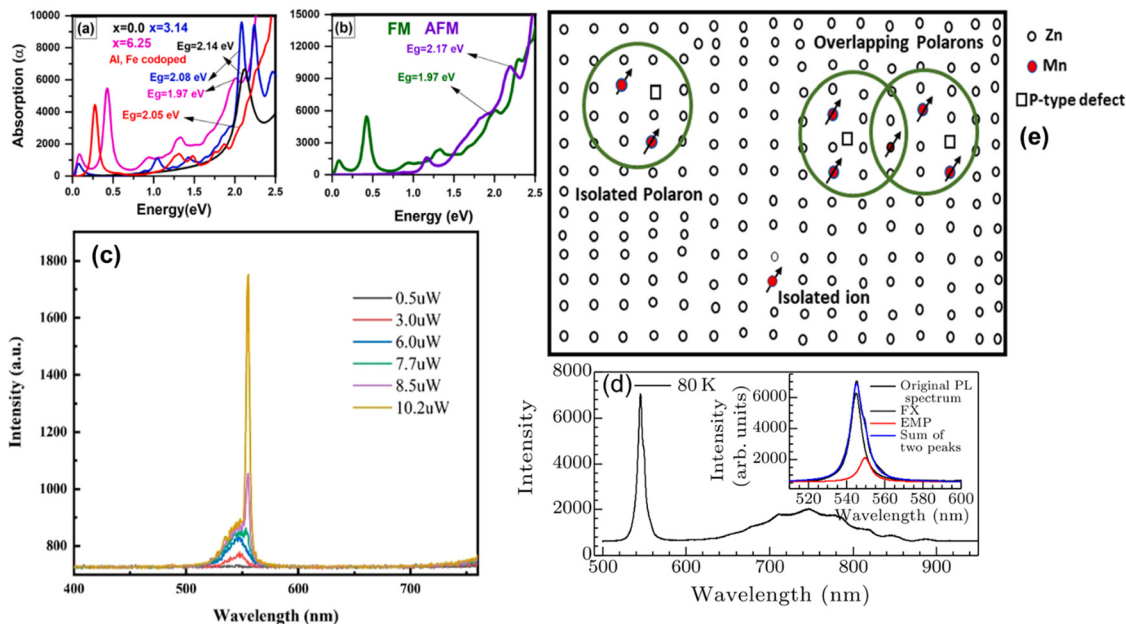 (a)
x=0.0 x=3.14
x=6.25
Al, Fe codoped
Eg=2.14 eV
Eg=2.08 eV
Eg=1.97 eV
Eg=2.05 eV
Absorption (α)
10000
8000
6000
4000
2000
0
0.0 0.5 1.0 1.5 2.0 2.5
Energy(eV)
(b)
FM AFM
Eg=2.17 eV
Eg=1.97 eV
15000
12000
9000
6000
3000
0
0.0 0.5 1.0 1.5 2.0 2.5
Energy (eV)
Overlapping Polarons
Isolated Polaron
Isolated ion
Zn
Mn
P-type defect
(e)
(c)
1800
1600
1400
1200
1000
800
Intensity (a.u.)
0.5uW
3.0uW
6.0uW
7.7uW
8.5uW
10.2uW
400 500 600 700
Wavelength (nm)
(d)
80 K
8000
6000
4000
2000
0
Intensity
500 600 700 800 900
Wavelength (nm)
Intensity
(arb. units)
6000
4000
2000
Original PL
spectrum
FX
EMP
Sum of
two peaks
520 540 560 580 600
Wavelength (nm)